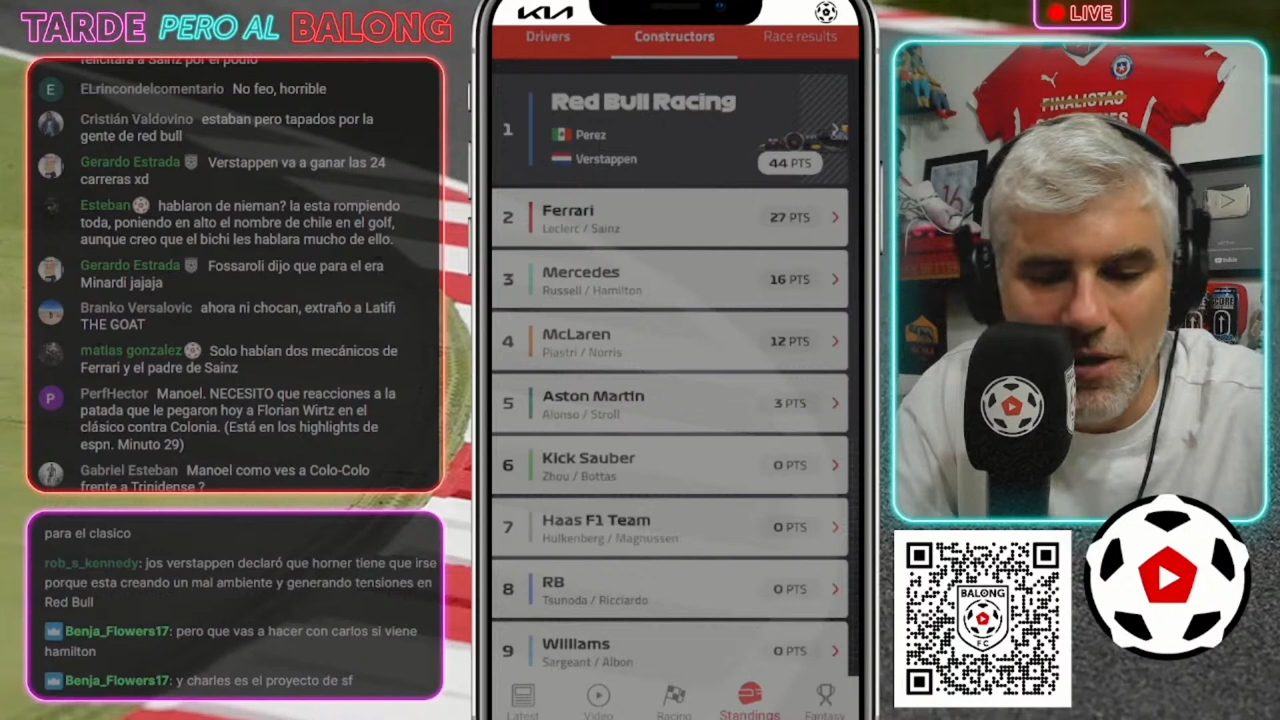 TARDE PERO AL BALONG
felicitara a Sainz por el podio
E ELrincondelcomentario No feo, horrible
Cristián Valdovino estaban pero tapados por la
gente de red bull
Gerardo Estrada Verstappen va a ganar las 24
carreras xd
Esteban hablaron de nieman? la esta rompiendo
toda, poniendo en alto el nombre de chile en el golf,
aunque creo que el bichi les hablara mucho de ello.
Gerardo Estrada Fossaroli dijo que para el era
Minardi jajaja
Branko Versalovic ahora ni chocan, extraño a Latifi
THE GOAT
matias gonzalez Solo habían dos mecánicos de
Ferrari y el padre de Sainz
P PerfHector Manoel. NECESITO que reacciones a la
patada que le pegaron hoy a Florian Wirtz en el
clásico contra Colonia. (Está en los highlights de
espn. Minuto 29)
Gabriel Esteban Manoel como ves a Colo-Colo
frente a Trinidense ?
para el clasico
rob_s_kennedy: jos verstappen declaró que horner tiene que irse
porque esta creando un mal ambiente y generando tensiones en
Red Bull
Benja_Flowers17: pero que vas a hacer con carlos si viene
hamilton
Benja_Flowers17: y charles es el proyecto de sf
KIA
Drivers Constructors Race results
1 Red Bull Racing
Perez
Verstappen
44 PTS
2 Ferrari 27 PTS
Leclerc / Sainz
3 Mercedes 16 PTS
Russell / Hamilton
4 McLaren 12 PTS
Piastri / Norris
5 Aston Martin 3 PTS
Alonso / Stroll
6 Kick Sauber 0 PTS
Zhou / Bottas
7 Haas F1 Team 0 PTS
Hulkenberg / Magnussen
8 RB 0 PTS
Tsunoda / Ricciardo
9 Williams 0 PTS
Sargeant / Albon
Latest Video Racing Standings Fantasy
LIVE
FINALISTAO
BALONG
FC